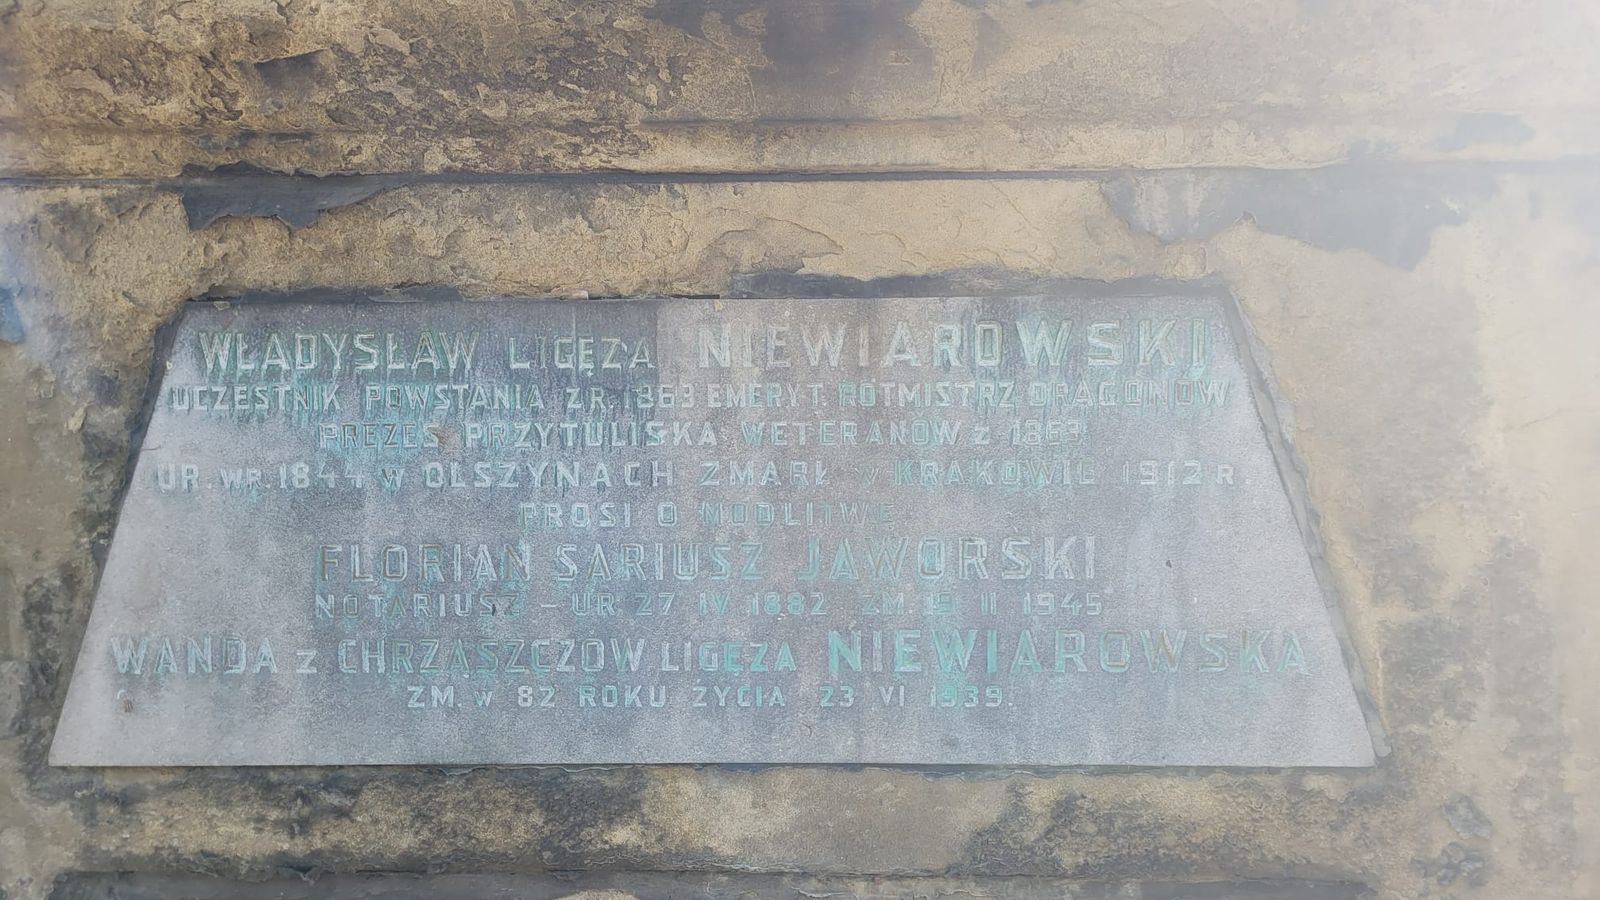 WŁADYSŁAW LIGĘZA NIEWIAROWSKI
UCZESTNIK POWSTANIA Z R. 1863 EMERYT. ROTMISTRZ DRAGONÓW
PREZES PRZYTULISKA WETERANÓW z 1863
UR. W R. 1844 w OLSZYNACH ZMARŁ w KRAKOWIE 1912 R.
PROSI O MODLITWĘ
FLORIAN SARIUSZ JAWORSKI
NOTARIUSZ – UR 27 IV 1882 ZM. II 1945
WANDA z CHRZĄSZCZÓW LIGĘZA NIEWIAROWSKA
ZM. w 82 ROKU ŻYCIA 23 VI 1939.